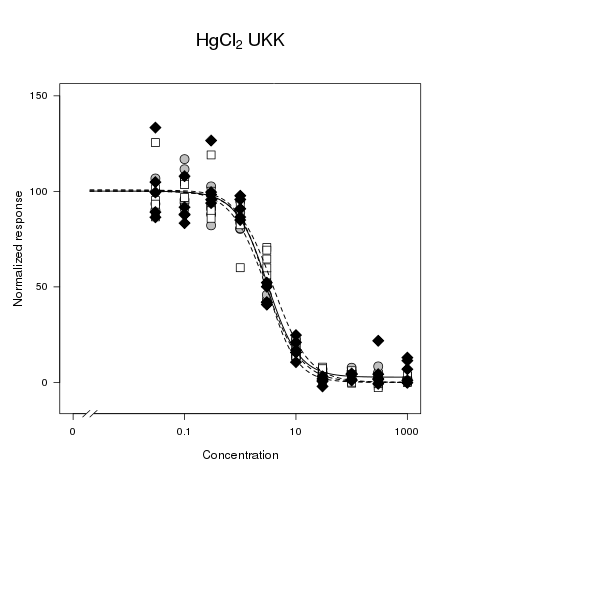 HgCl₂ UKK
150
100
50
0
Normalized response
0 0.1 10 1000
Concentration